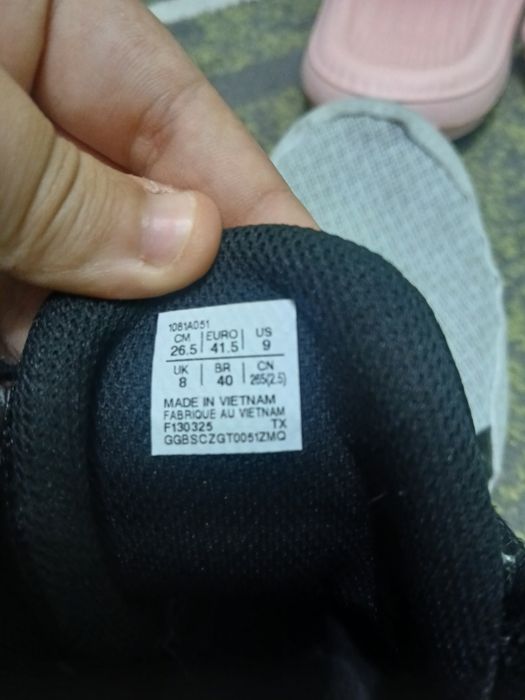 1081A051
CM EURO US
26.5 41.5 9
UK BR CN
8 40 265(2.5)
MADE IN VIETNAM
FABRIQUE AU VIETNAM
F130325 TX
GGBSCZGT0051ZMQ